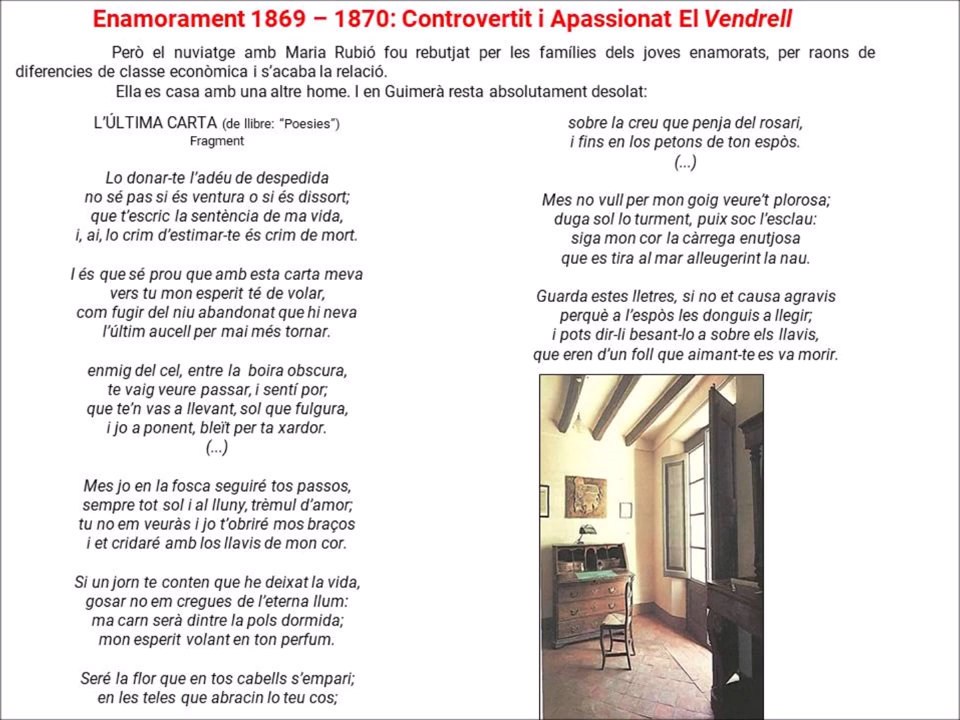 Enamorament 1869 – 1870: Controvertit i Apassionat El Vendrell
Però el nuviatge amb Maria Rubió fou rebutjat per les famílies dels joves enamorats, per raons de
diferencies de classe econòmica i s’acaba la relació.
Ella es casa amb una altre home. I en Guimerà resta absolutament desolat:
L’ÚLTIMA CARTA (de llibre: “Poesies”)
Fragment
Lo donar-te l’adéu de despedida
no sé pas si és ventura o si és dissort;
que t’escric la sentència de ma vida,
i, ai, lo crim d’estimar-te és crim de mort.
I és que sé prou que amb esta carta meva
vers tu mon esperit té de volar,
com fugir del niu abandonat que hi neva
l’últim aucell per mai més tornar.
enmig del cel, entre la boira obscura,
te vaig veure passar, i sentí por;
que te’n vas a llevant, sol que fulgura,
i jo a ponent, bleït per ta xardor.
(...)
Mes jo en la fosca seguiré tos passos,
sempre tot sol i al lluny, trèmul d’amor;
tu no em veuràs i jo t’obriré mos braços
i et cridaré amb los llavis de mon cor.
Si un jorn te conten que he deixat la vida,
gosar no em cregues de l’eterna llum:
ma carn serà dintre la pols dormida;
mon esperit volant en ton perfum.
Seré la flor que en tos cabells s’empari;
en les teles que abracin lo teu cos;
sobre la creu que penja del rosari,
i fins en los petons de ton espòs.
(...)
Mes no vull per mon goig veure’t plorosa;
duga sol lo turment, puix soc l’esclau:
siga mon cor la càrrega enutjosa
que es tira al mar alleugerint la nau.
Guarda estes lletres, si no et causa agravis
perquè a l’espòs les donguis a llegir;
i pots dir-li besant-lo a sobre els llavis,
que eren d’un foll que aimant-te es va morir.